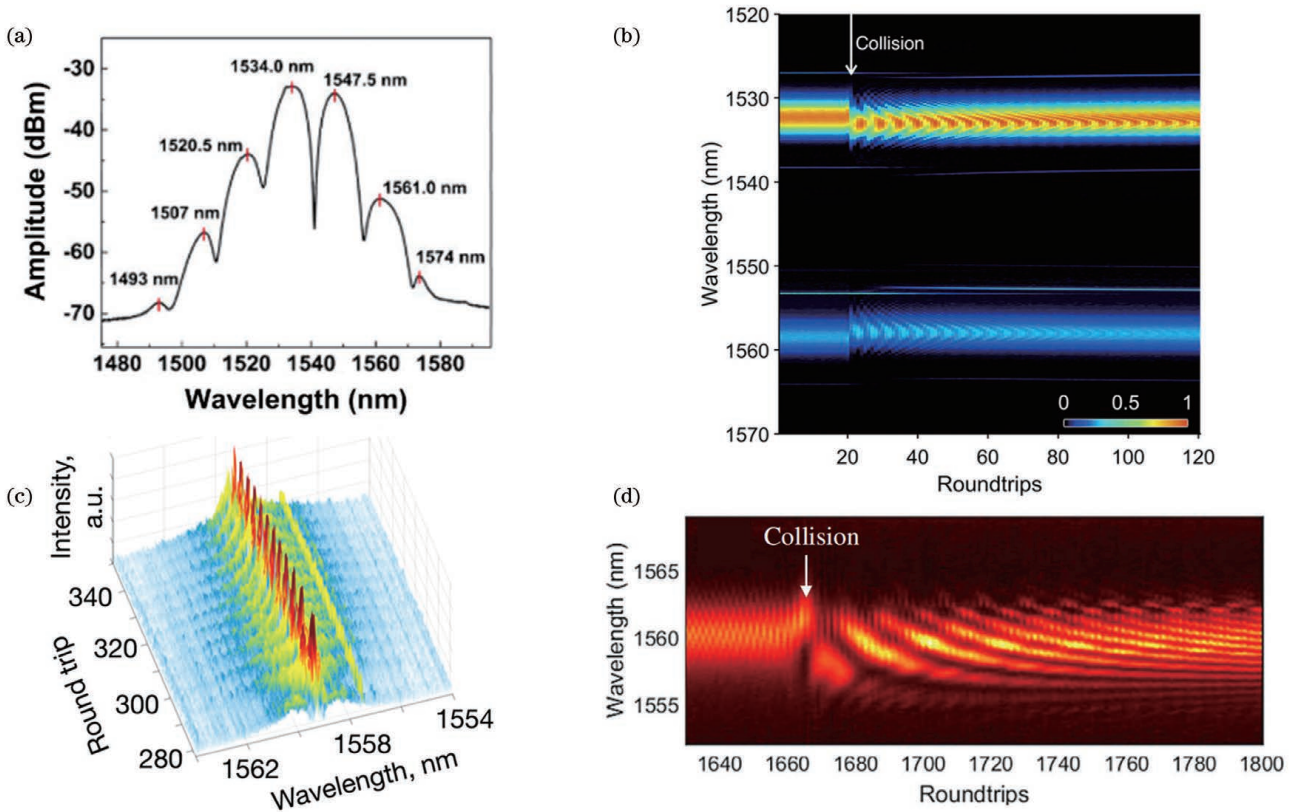 (a)
Amplitude (dBm)
-30
-40
-50
-60
-70
1493 nm
1507 nm
1520.5 nm
1534.0 nm
1547.5 nm
1561.0 nm
1574 nm
1480 1500 1520 1540 1560 1580
Wavelength (nm)
(b)
Wavelength (nm)
1520
1530
1540
1550
1560
1570
Collision
0 0.5 1
20 40 60 80 100 120
Roundtrips
(c)
Intensity,
a.u.
340
320
300
280
Round trip
1562
1558
1554
Wavelength, nm
(d)
Wavelength (nm)
1565
1560
1555
Collision
1640 1660 1680 1700 1720 1740 1760 1780 1800
Roundtrips